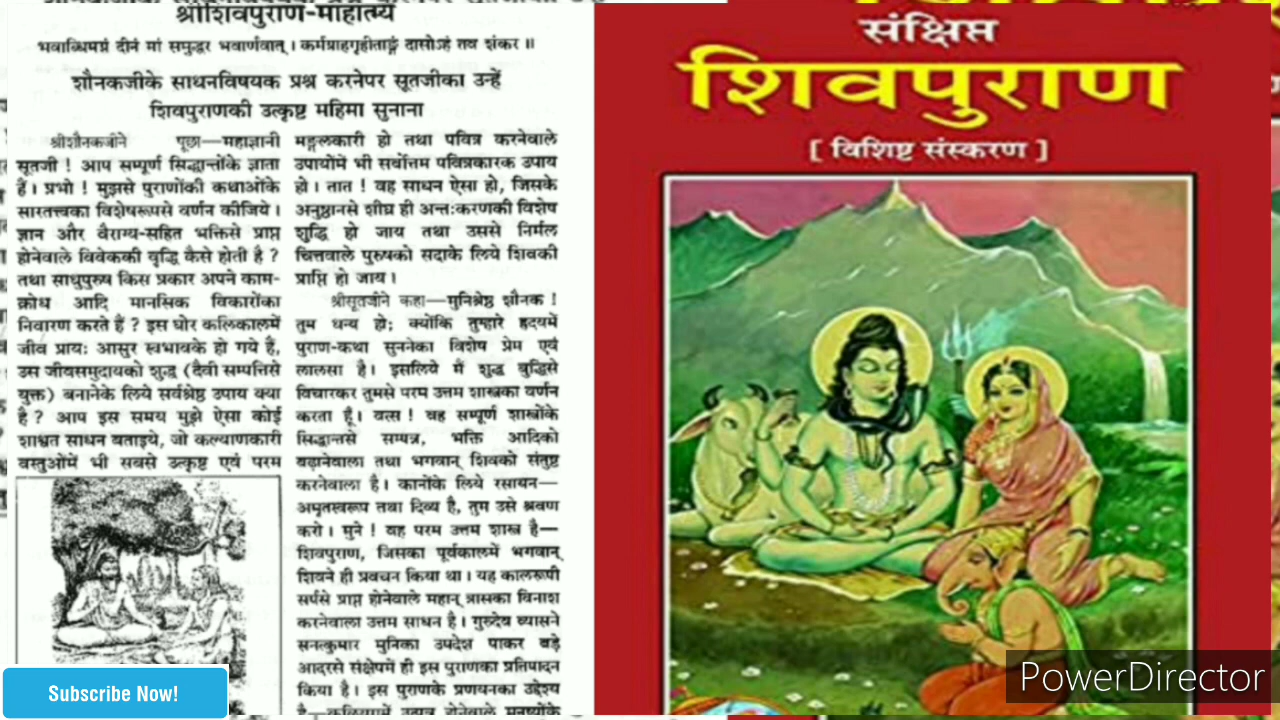 श्रीशिवपुराण-माहात्म्य
भवाब्धिमग्नं दीनं मां समुद्धर भवार्णवात् । कर्मग्राहगृहीताङ्गं दासोऽहं तव शंकर ॥
शौनकजीके साधनविषयक प्रश्न करनेपर सूतजीका उन्हें
शिवपुराणकी उत्कृष्ट महिमा सुनाना
श्रीशौनकजीने पूछा—महाज्ञानी
सूतजी ! आप सम्पूर्ण सिद्धान्तोंके ज्ञाता
हैं । प्रभो ! मुझसे पुराणोंकी कथाओंके
सारतत्त्वका विशेषरूपसे वर्णन कीजिये ।
ज्ञान और वैराग्य-सहित भक्तिसे प्राप्त
होनेवाले विवेककी वृद्धि कैसे होती है ?
तथा साधुपुरुष किस प्रकार अपने काम-
क्रोध आदि मानसिक विकारोंका
निवारण करते हैं ? इस घोर कलिकालमें
जीव प्रायः आसुर स्वभावके हो गये हैं,
उस जीवसमुदायको शुद्ध (दैवी सम्पत्तिसे
युक्त) बनानेके लिये सर्वश्रेष्ठ उपाय क्या
है ? आप इस समय मुझे ऐसा कोई
शाश्वत साधन बताइये, जो कल्याणकारी
वस्तुओंमें भी सबसे उत्कृष्ट एवं परम
मङ्गलकारी हो तथा पवित्र करनेवाले
उपायोंमें भी सर्वोत्तम पवित्रकारक उपाय
हो । तात ! वह साधन ऐसा हो, जिसके
अनुष्ठानसे शीघ्र ही अन्तःकरणकी विशेष
शुद्धि हो जाय तथा उससे निर्मल
चित्तवाले पुरुषको सदाके लिये शिवकी
प्राप्ति हो जाय ।
श्रीसूतजीने कहा—मुनिश्रेष्ठ शौनक !
तुम धन्य हो; क्योंकि तुम्हारे हृदयमें
पुराण-कथा सुननेका विशेष प्रेम एवं
लालसा है । इसलिये मैं शुद्ध बुद्धिसे
विचारकर तुमसे परम उत्तम शास्त्रका वर्णन
करता हूँ । वत्स ! वह सम्पूर्ण शास्त्रोंके
सिद्धान्तसे सम्पन्न, भक्ति आदिको
बढ़ानेवाला तथा भगवान् शिवको संतुष्ट
करनेवाला है । कानोंके लिये रसायन—
अमृतस्वरूप तथा दिव्य है, तुम उसे श्रवण
करो । मुने ! वह परम उत्तम शास्त्र है—
शिवपुराण, जिसका पूर्वकालमें भगवान्
शिवने ही प्रवचन किया था । यह कालरूपी
सर्पसे प्राप्त होनेवाले महान् त्रासका विनाश
करनेवाला उत्तम साधन है । गुरुदेव व्यासने
सनत्कुमार मुनिका उपदेश पाकर बड़े
आदरसे संक्षेपमें ही इस पुराणका प्रतिपादन
किया है । इस पुराणके प्रणयनका उद्देश्य
है—कलियुगमें उत्पन्न होनेवाले मनुष्योंके
संक्षिप्त
शिवपुराण
[ विशिष्ट संस्करण ]
Subscribe Now!
PowerDirector